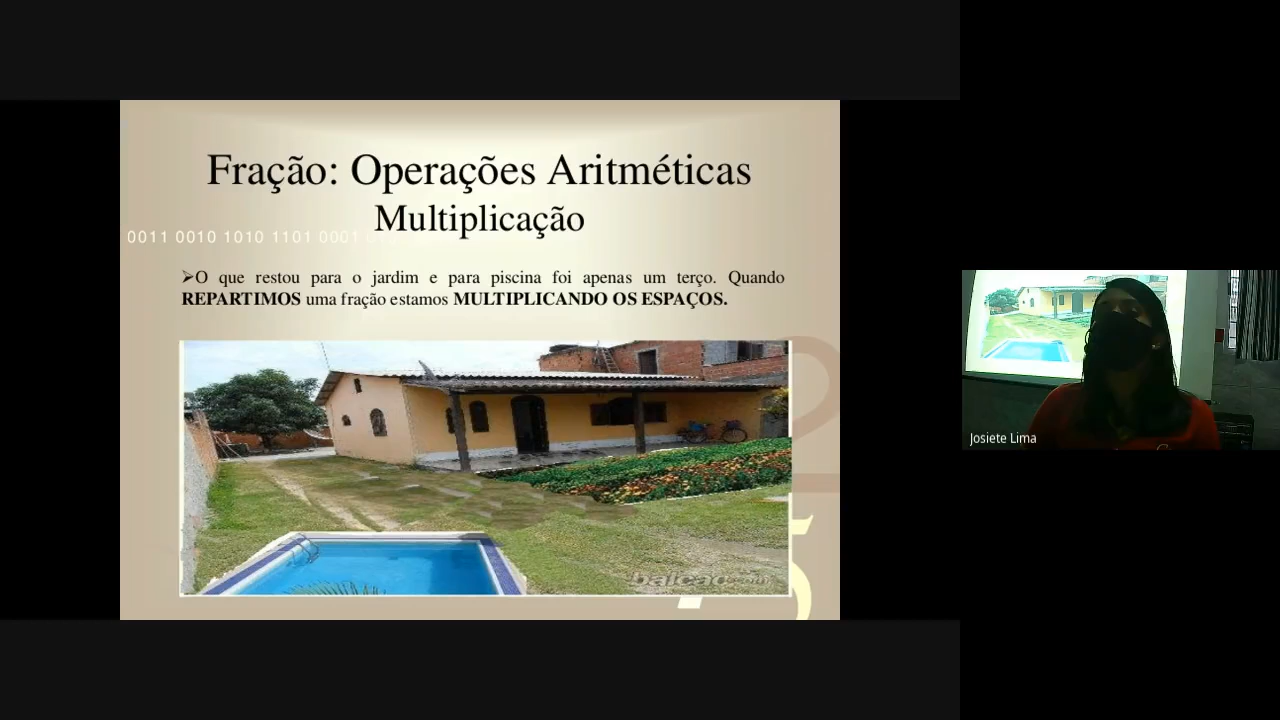 Fração: Operações Aritméticas
Multiplicação
0011 0010 1010 1101 0001
➢O que restou para o jardim e para piscina foi apenas um terço. Quando
REPARTIMOS uma fração estamos MULTIPLICANDO OS ESPAÇOS.
balcao
Josiete Lima